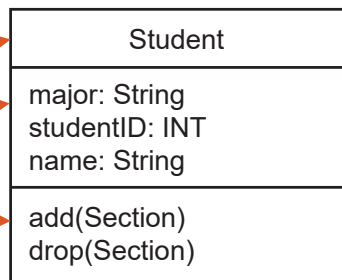 Student
major: String
studentID: INT
name: String
add(Section)
drop(Section)